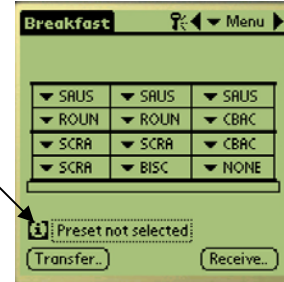 Breakfast Menu
SAUS SAUS SAUS
ROUN ROUN CBAC
SCRA SCRA CBAC
SCRA BISC NONE
i Preset not selected
Transfer.. Receive..